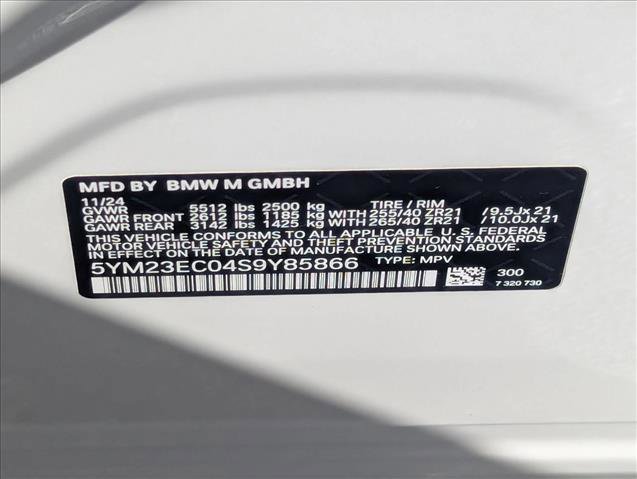 MFD BY BMW M GMBH
11/24 TIRE / RIM
GVWR 5512 lbs 2500 kg
GAWR FRONT 2612 lbs 1185 kg WITH 255/40 ZR21 /9.5Jx21
GAWR REAR 3142 lbs 1425 kg WITH 265/40 ZR21 /10.0Jx21
THIS VEHICLE CONFORMS TO ALL APPLICABLE U.S. FEDERAL
MOTOR VEHICLE SAFETY, BUMPER, AND THEFT PREVENTION STANDARDS
IN EFFECT ON THE DATE OF MANUFACTURE SHOWN ABOVE.
5YM23EC04S9Y85866 TYPE: MPV
300
7 320 730